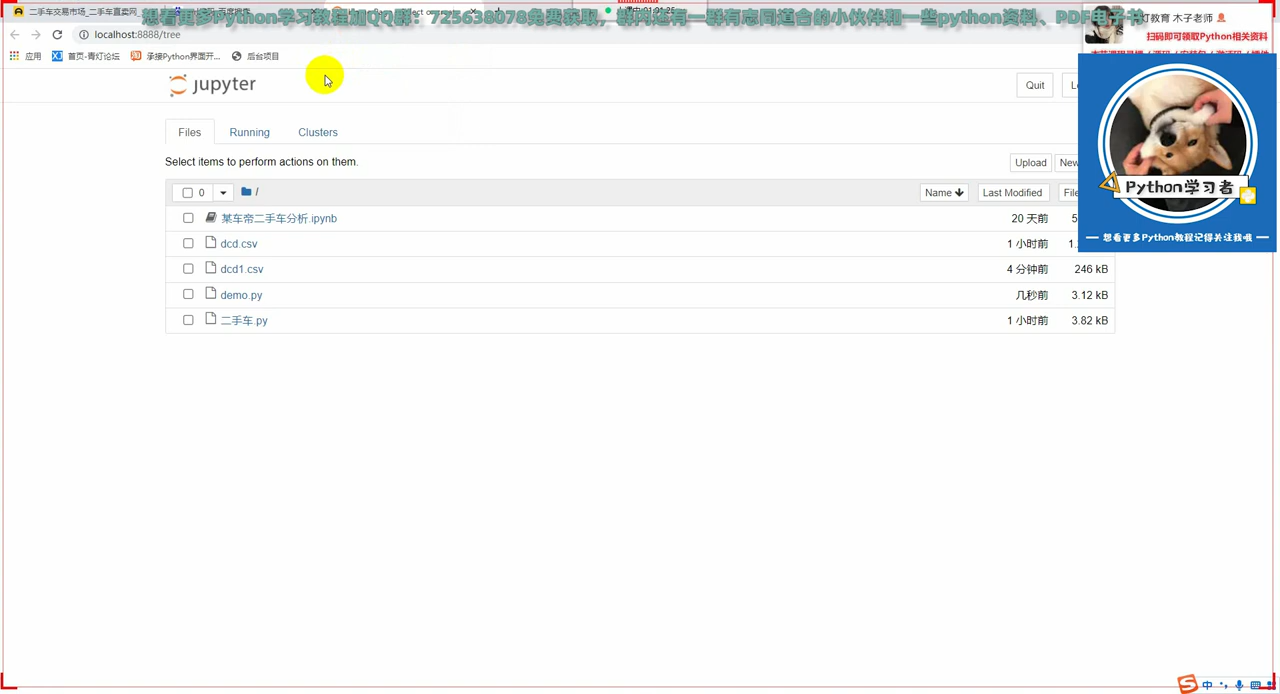 想看更多Python学习教程加QQ群：725638078免费获取，群内还有一群有志同道合的小伙伴和一些python资料、PDF电子书
二手车交易市场_二手车直卖网
灯教育 木子老师
扫码即可领取Python相关资料
localhost:8888/tree
应用
首页-青灯论坛
承接Python界面开...
后台项目
jupyter
Quit
Files
Running
Clusters
Select items to perform actions on them.
Upload
New
0
/
Name
Last Modified
File
某车帝二手车分析.ipynb
20 天前
dcd.csv
1 小时前
dcd1.csv
4 分钟前
246 kB
demo.py
几秒前
3.12 kB
二手车.py
1 小时前
3.82 kB
Python学习者
想看更多Python教程记得关注我哦
中